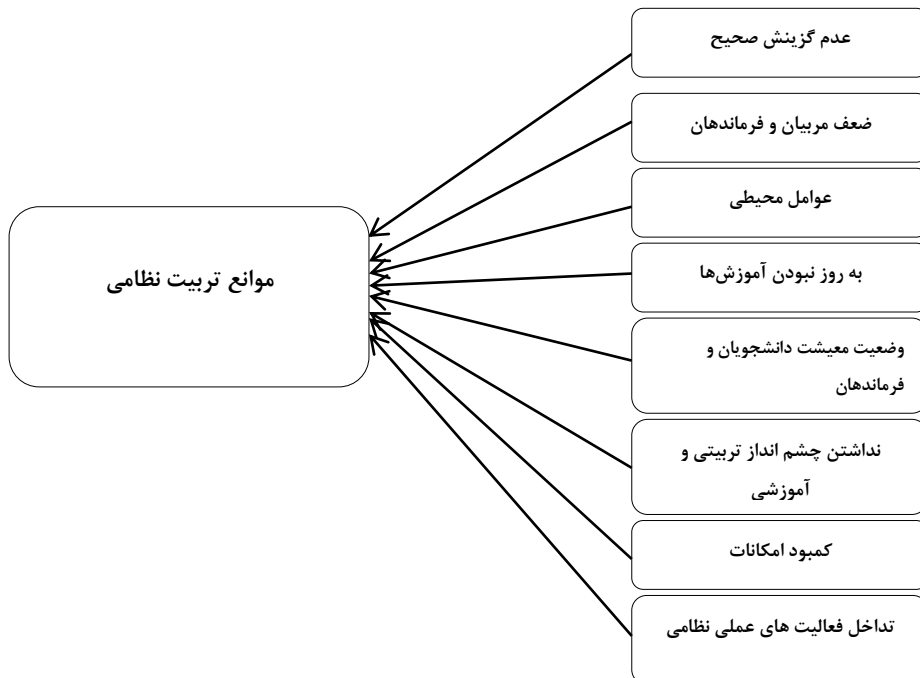 عدم گزینش صحیح
ضعف مربیان و فرماندهان
عوامل محیطی
به روز نبودن آموزش‌ها
وضعیت معیشت دانشجویان و
فرماندهان
نداشتن چشم انداز تربیتی و
آموزشی
کمبود امکانات
تداخل فعالیت های عملی نظامی
موانع تربیت نظامی